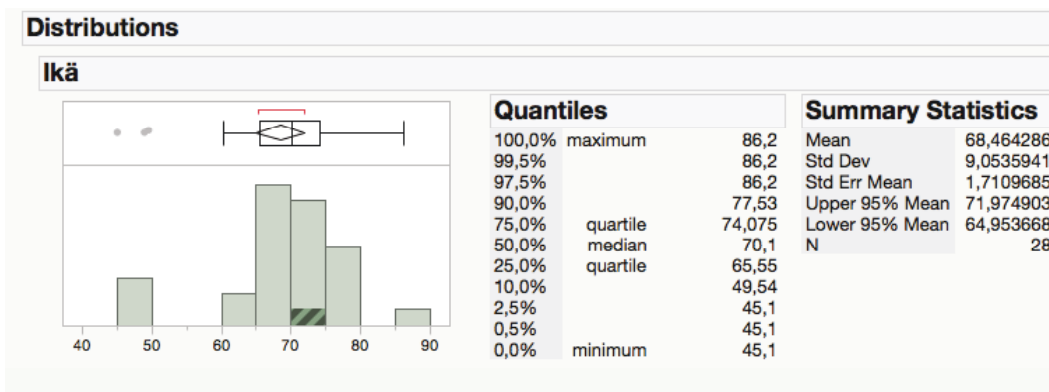 Distributions
Ikä
40 50 60 70 80 90
Quantiles
100,0% maximum 86,2
99,5% 86,2
97,5% 86,2
90,0% 77,53
75,0% quartile 74,075
50,0% median 70,1
25,0% quartile 65,55
10,0% 49,54
2,5% 45,1
0,5% 45,1
0,0% minimum 45,1
Summary Statistics
Mean 68,464286
Std Dev 9,0535941
Std Err Mean 1,7109685
Upper 95% Mean 71,974903
Lower 95% Mean 64,953668
N 28